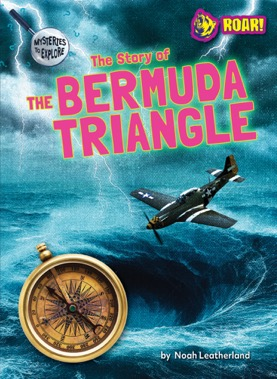 MYSTERIES
TO EXPLORE
ROAR!
The Story of
THE BERMUDA
TRIANGLE
by Noah Leatherland